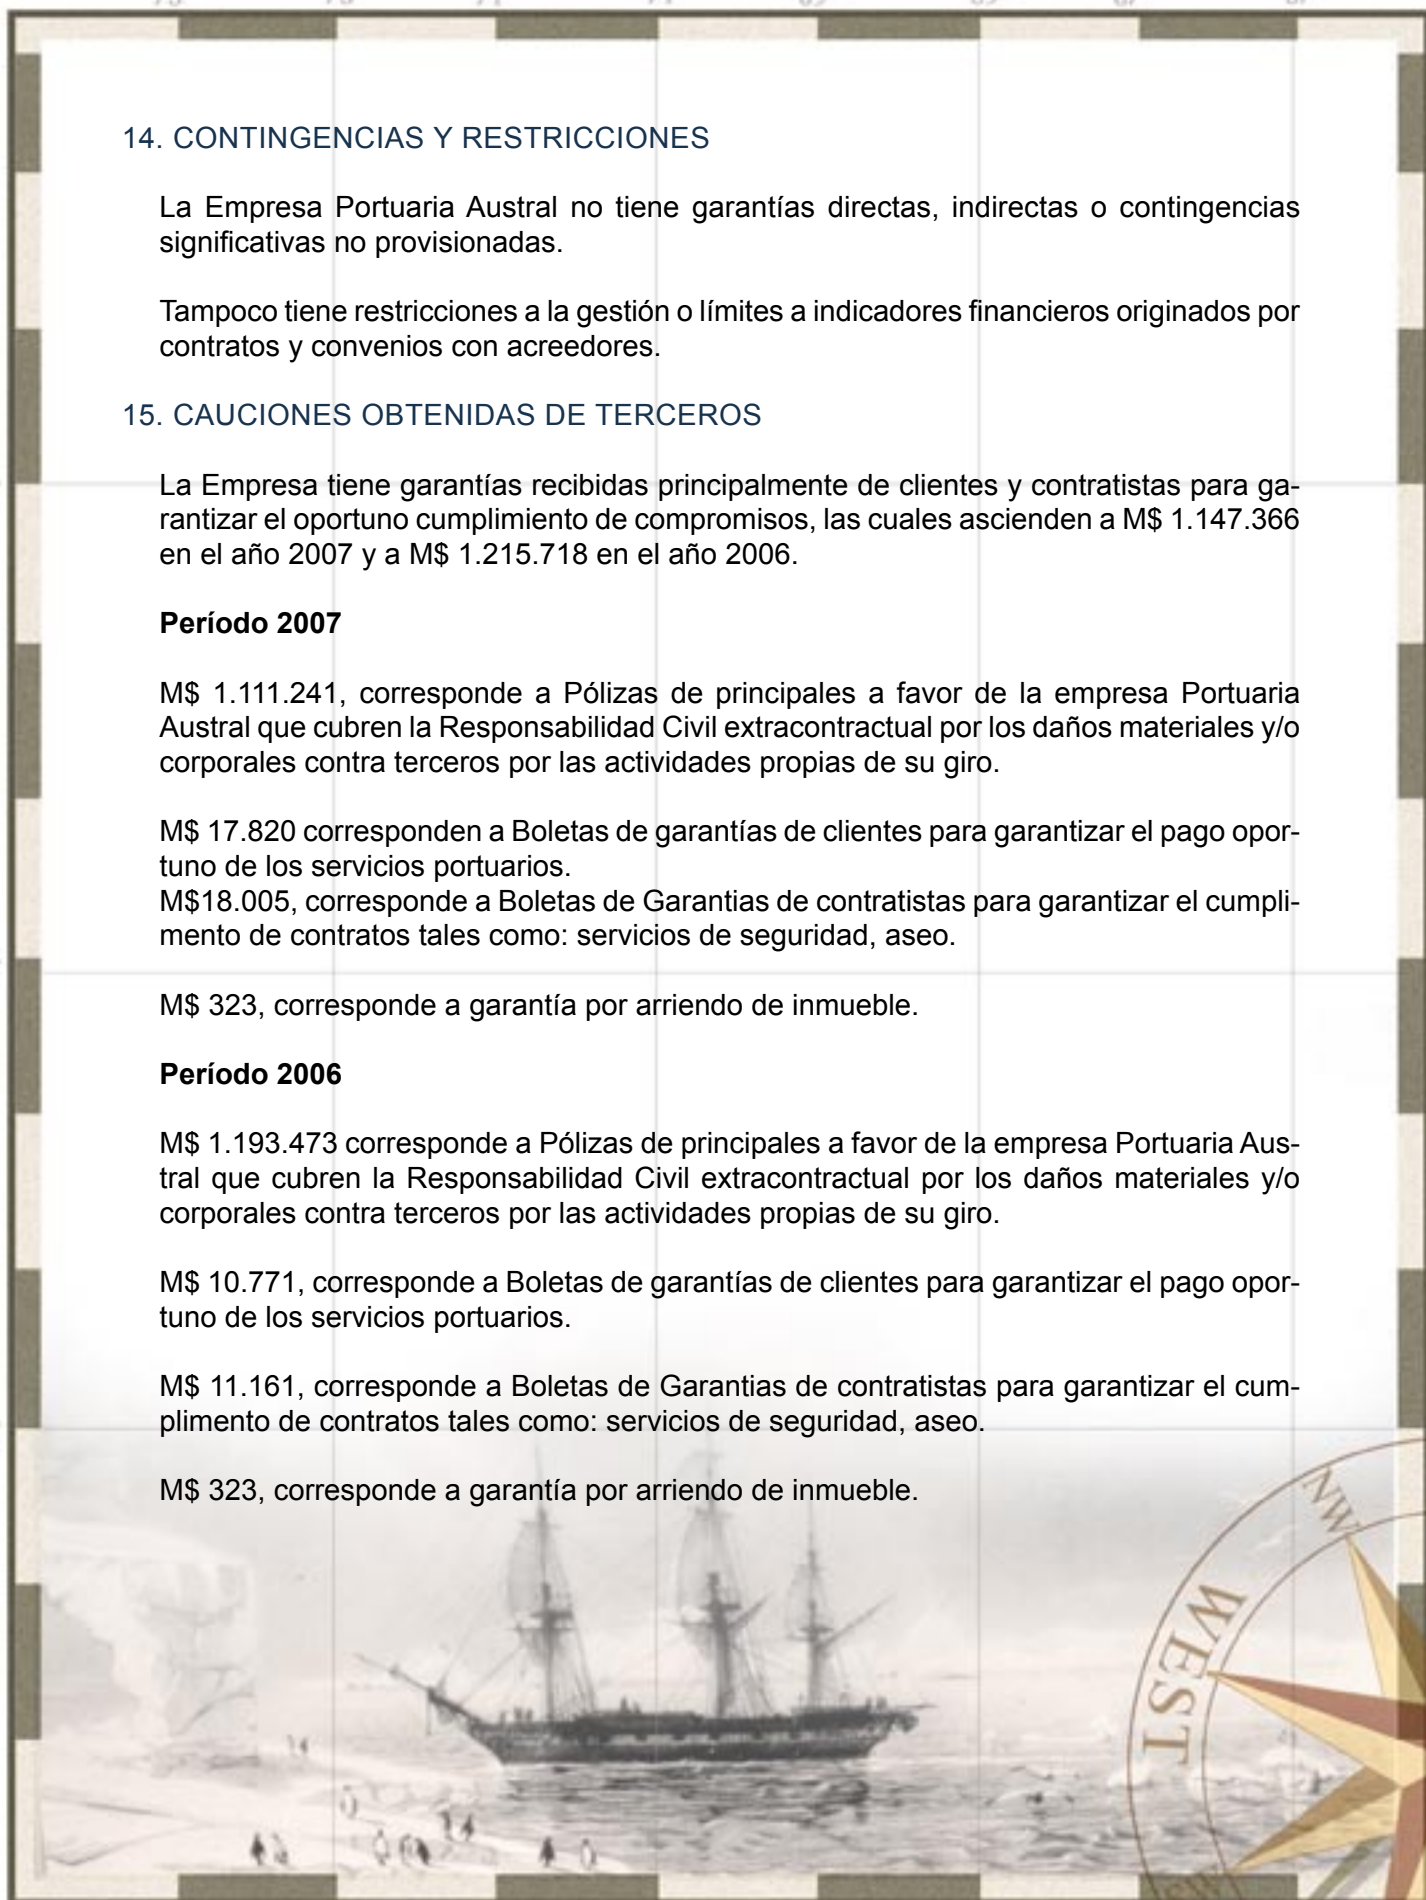 14. CONTINGENCIAS Y RESTRICCIONES
La Empresa Portuaria Austral no tiene garantías directas, indirectas o contingencias
significativas no provisionadas.
Tampoco tiene restricciones a la gestión o límites a indicadores financieros originados por
contratos y convenios con acreedores.
15. CAUCIONES OBTENIDAS DE TERCEROS
La Empresa tiene garantías recibidas principalmente de clientes y contratistas para ga-
rantizar el oportuno cumplimiento de compromisos, las cuales ascienden a M$ 1.147.366
en el año 2007 y a M$ 1.215.718 en el año 2006.
Período 2007
M$ 1.111.241, corresponde a Pólizas de principales a favor de la empresa Portuaria
Austral que cubren la Responsabilidad Civil extracontractual por los daños materiales y/o
corporales contra terceros por las actividades propias de su giro.
M$ 17.820 corresponden a Boletas de garantías de clientes para garantizar el pago opor-
tuno de los servicios portuarios.
M$18.005, corresponde a Boletas de Garantias de contratistas para garantizar el cumpli-
mento de contratos tales como: servicios de seguridad, aseo.
M$ 323, corresponde a garantía por arriendo de inmueble.
Período 2006
M$ 1.193.473 corresponde a Pólizas de principales a favor de la empresa Portuaria Aus-
tral que cubren la Responsabilidad Civil extracontractual por los daños materiales y/o
corporales contra terceros por las actividades propias de su giro.
M$ 10.771, corresponde a Boletas de garantías de clientes para garantizar el pago opor-
tuno de los servicios portuarios.
M$ 11.161, corresponde a Boletas de Garantias de contratistas para garantizar el cum-
plimento de contratos tales como: servicios de seguridad, aseo.
M$ 323, corresponde a garantía por arriendo de inmueble.
NW
WEST
SW